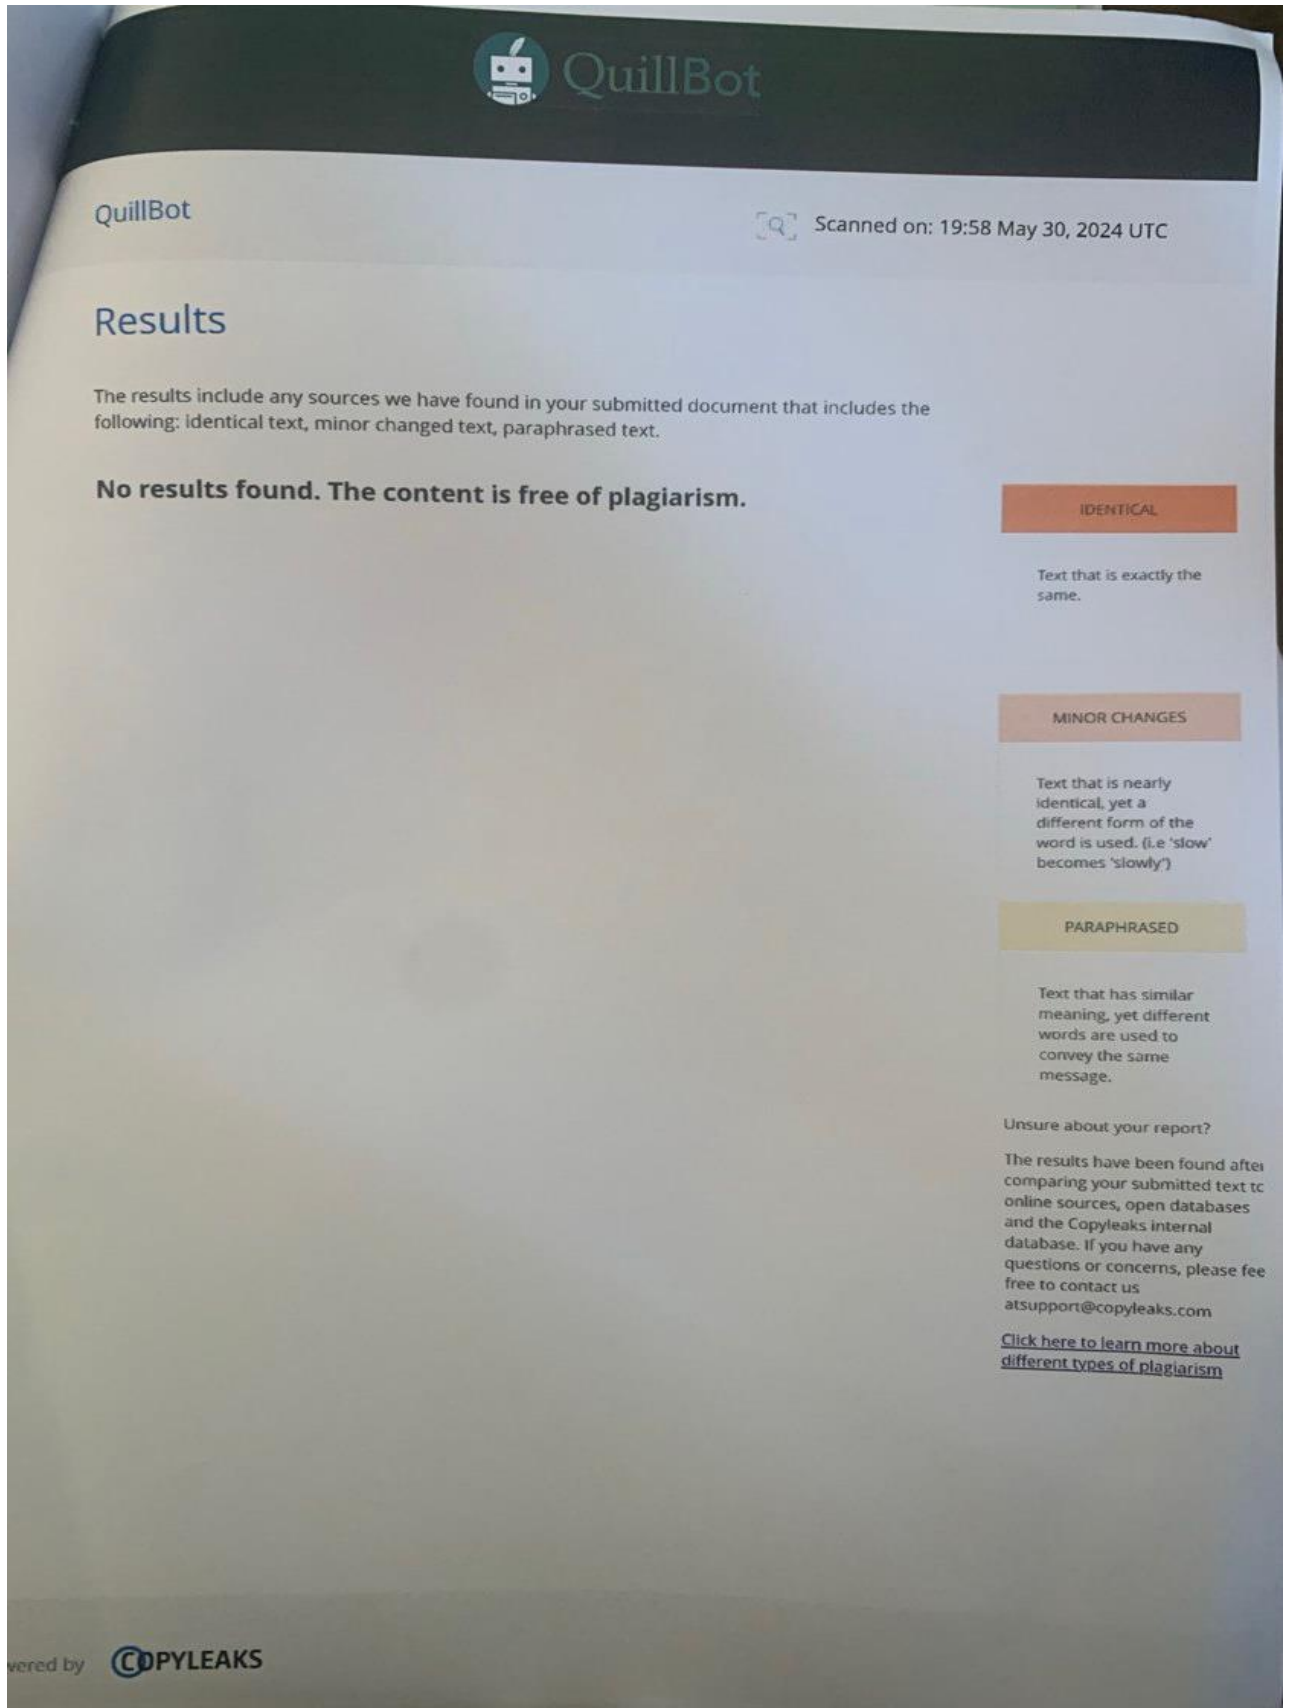 QuillBot
QuillBot
Scanned on: 19:58 May 30, 2024 UTC
Results
The results include any sources we have found in your submitted document that includes the
following: identical text, minor changed text, paraphrased text.
No results found. The content is free of plagiarism.
IDENTICAL
Text that is exactly the
same.
MINOR CHANGES
Text that is nearly
identical, yet a
different form of the
word is used. (i.e 'slow'
becomes 'slowly')
PARAPHRASED
Text that has similar
meaning, yet different
words are used to
convey the same
message.
Unsure about your report?
The results have been found after
comparing your submitted text to
online sources, open databases
and the Copyleaks internal
database. If you have any
questions or concerns, please fee
free to contact us
atsupport@copyleaks.com
Click here to learn more about
different types of plagiarism
vered by COPYLEAKS